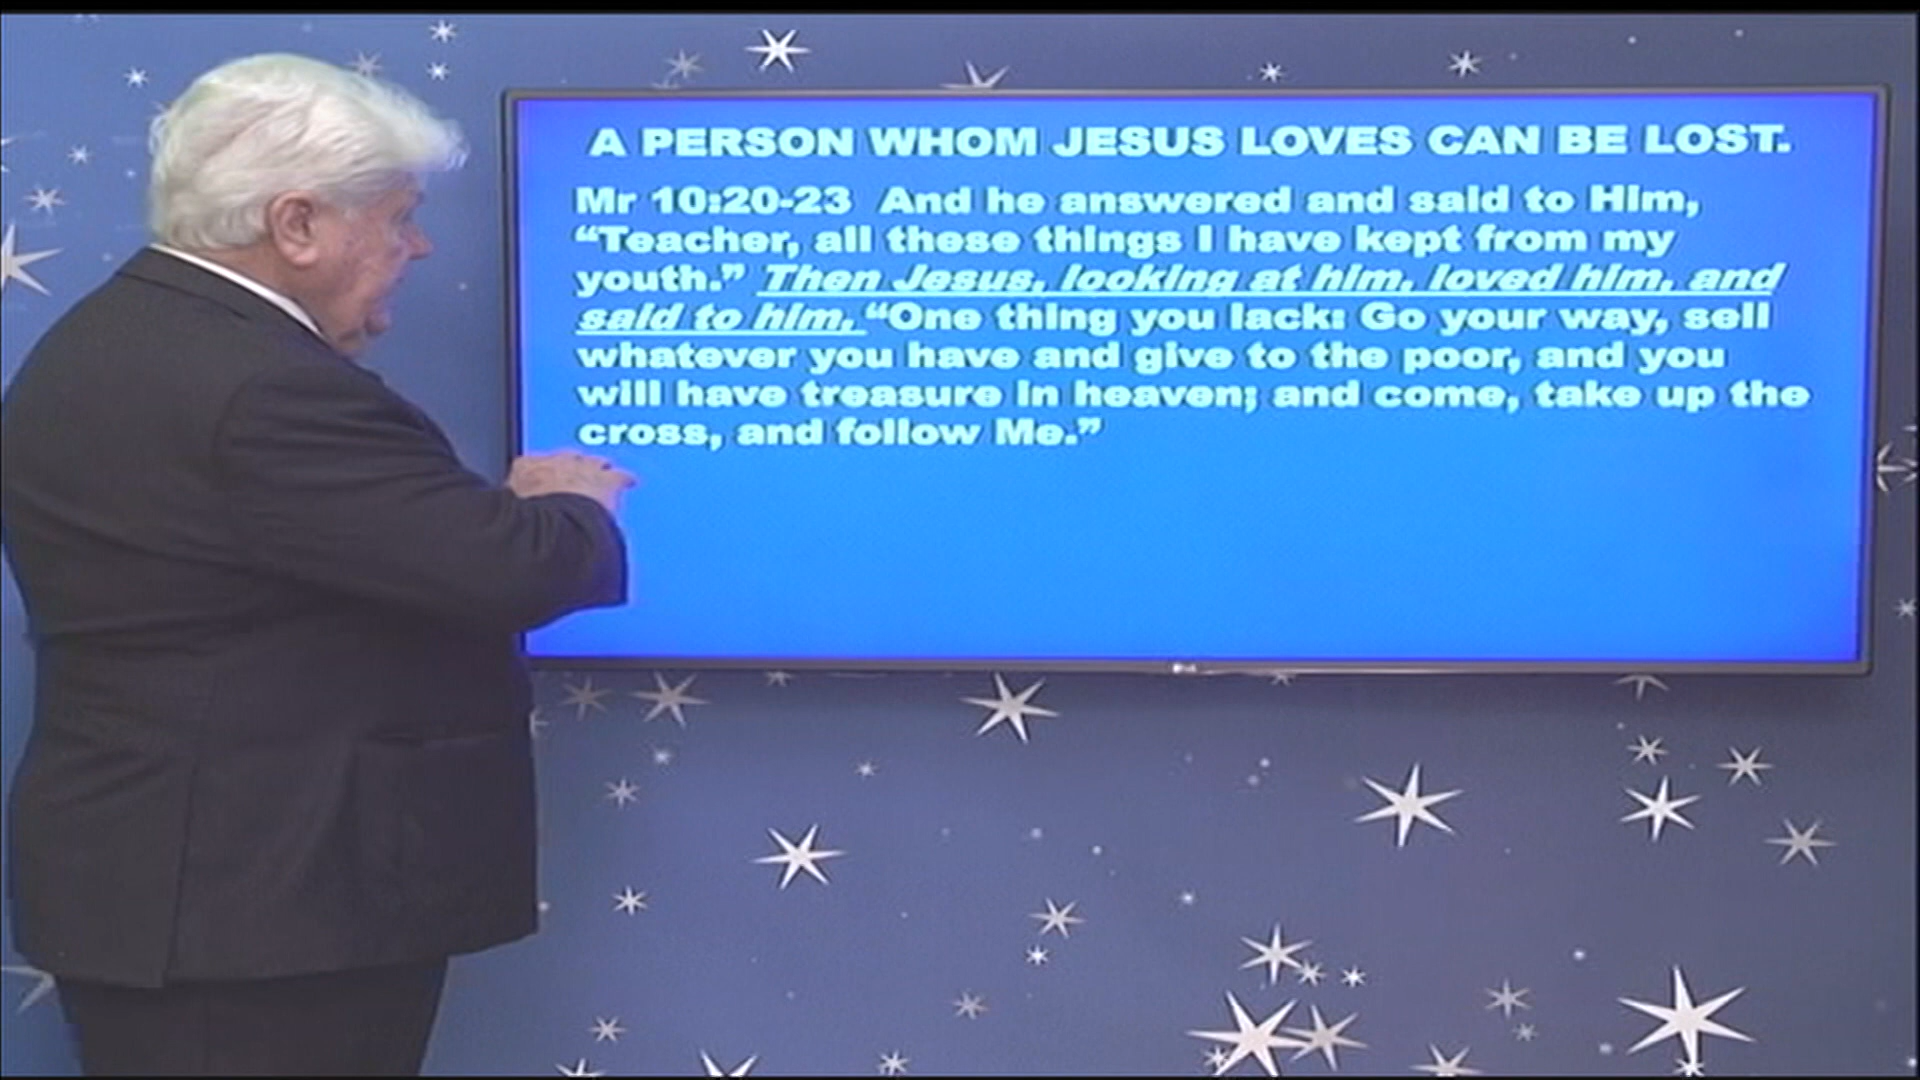 A PERSON WHOM JESUS LOVES CAN BE LOST.
Mr 10:20-23 And he answered and said to Him,
“Teacher, all these things I have kept from my
youth.” Then Jesus, looking at him, loved him, and
said to him, “One thing you lack: Go your way, sell
whatever you have and give to the poor, and you
will have treasure in heaven; and come, take up the
cross, and follow Me.”
LG